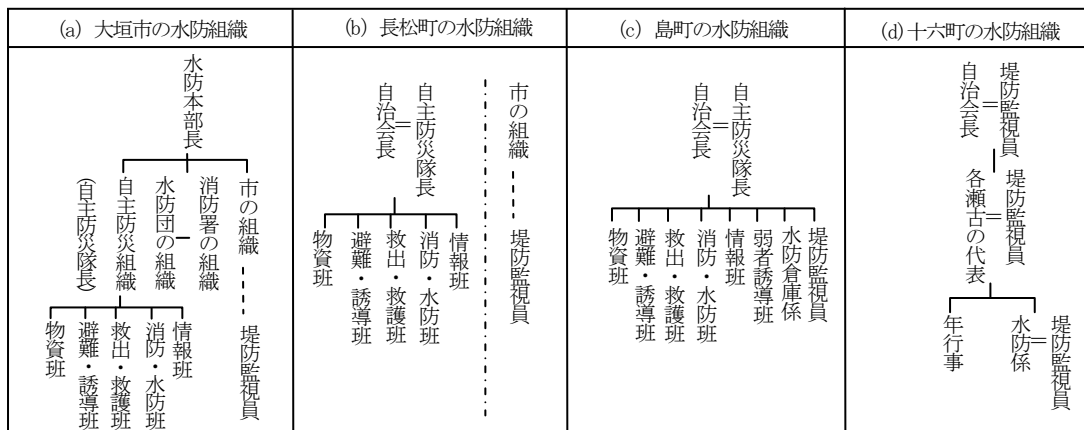 (a) 大垣市の水防組織
水防本部長
市の組織
消防署の組織
水防団の組織
自主防災組織
(自主防災隊長)
堤防監視員
情報班
消防・水防班
救出・救護班
避難・誘導班
物資班
(b) 長松町の水防組織
自主防災隊長
=
自治会長
情報班
消防・水防班
救出・救護班
避難・誘導班
物資班
市の組織
堤防監視員
(c) 島町の水防組織
自主防災隊長
=
自治会長
堤防監視員
水防倉庫係
弱者誘導班
情報班
消防・水防班
救出・救護班
避難・誘導班
物資班
(d)十六町の水防組織
堤防監視員
=
自治会長
堤防監視員
=
各瀬古の代表
堤防監視員
=
水防係
年行事